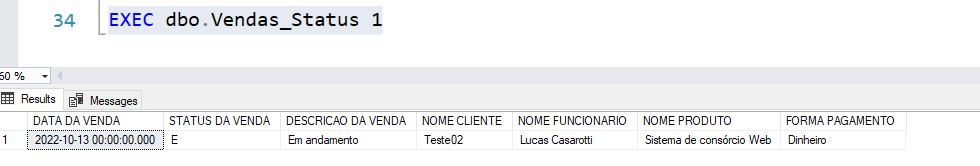 34 EXEC dbo.Vendas_Status 1
60 %
Results Messages
DATA DA VENDA STATUS DA VENDA DESCRICAO DA VENDA NOME CLIENTE NOME FUNCIONARIO NOME PRODUTO FORMA PAGAMENTO
1 2022-10-13 00:00:00.000 E Em andamento Teste02 Lucas Casarotti Sistema de consórcio Web Dinheiro